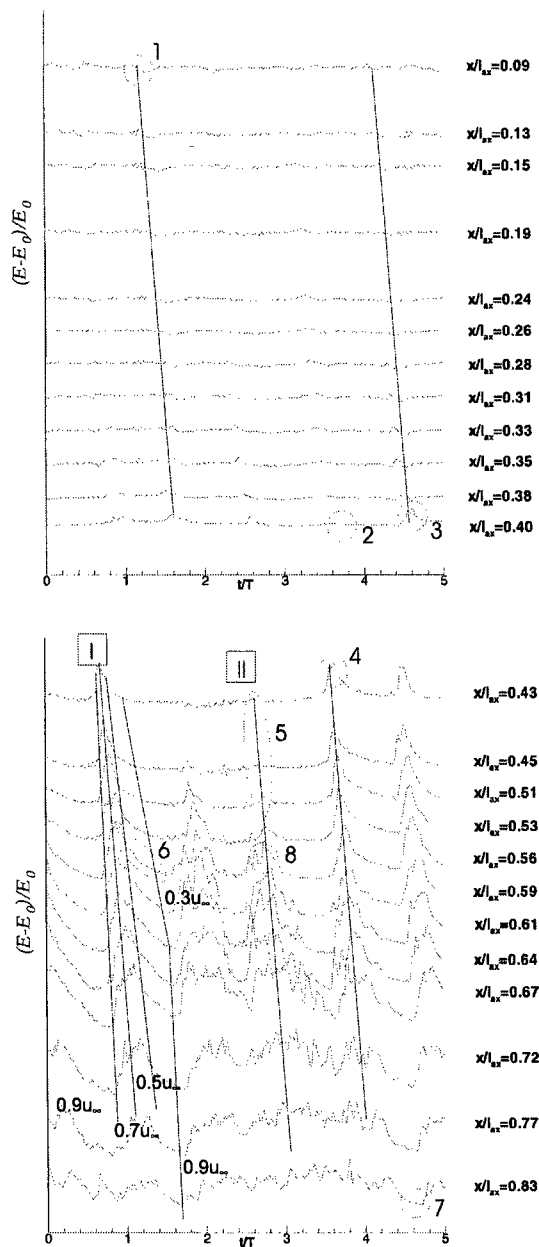 1
x/l_ax=0.09
x/l_ax=0.13
x/l_ax=0.15
x/l_ax=0.19
x/l_ax=0.24
x/l_ax=0.26
x/l_ax=0.28
x/l_ax=0.31
x/l_ax=0.33
x/l_ax=0.35
x/l_ax=0.38
x/l_ax=0.40
2
3
(E-E_0)/E_0
0 1 2 3 4 5
t/T
I
II
4
x/l_ax=0.43
5
x/l_ax=0.45
x/l_ax=0.51
x/l_ax=0.53
6
8
x/l_ax=0.56
0.3u∞
x/l_ax=0.59
x/l_ax=0.61
x/l_ax=0.64
x/l_ax=0.67
x/l_ax=0.72
0.5u∞
0.9u∞
0.7u∞
x/l_ax=0.77
0.9u∞
x/l_ax=0.83
7
(E-E_0)/E_0
0 1 2 3 4 5
t/T